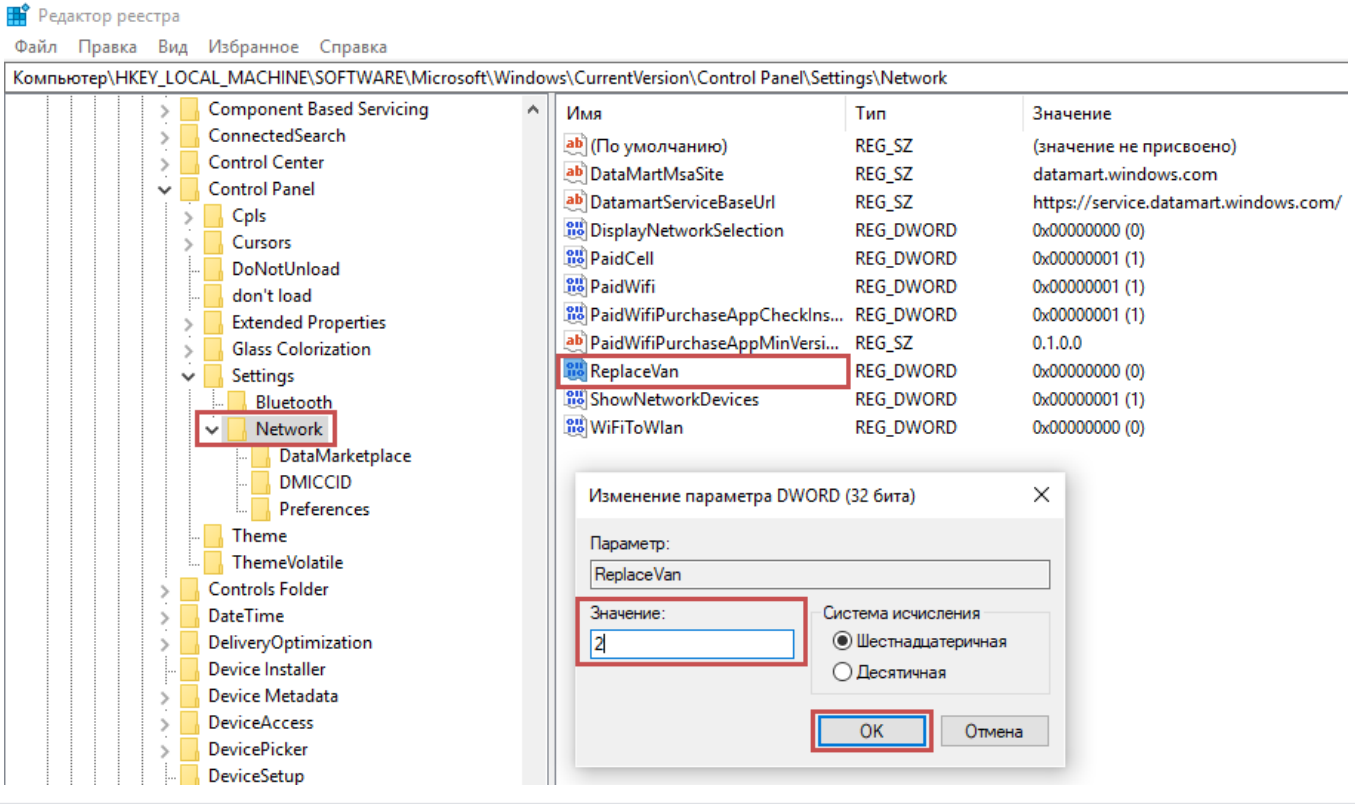 Редактор реестра
Файл Правка Вид Избранное Справка
Компьютер\HKEY_LOCAL_MACHINE\SOFTWARE\Microsoft\Windows\CurrentVersion\Control Panel\Settings\Network
Component Based Servicing
ConnectedSearch
Control Center
Control Panel
Cpls
Cursors
DoNotUnload
don't load
Extended Properties
Glass Colorization
Settings
Bluetooth
Network
DataMarketplace
DMICCID
Preferences
Theme
ThemeVolatile
Controls Folder
DateTime
DeliveryOptimization
Device Installer
Device Metadata
DeviceAccess
DevicePicker
DeviceSetup
Имя Тип Значение
(По умолчанию) REG_SZ (значение не присвоено)
DataMartMsaSite REG_SZ datamart.windows.com
DatamartServiceBaseUrl REG_SZ https://service.datamart.windows.com/
DisplayNetworkSelection REG_DWORD 0x00000000 (0)
PaidCell REG_DWORD 0x00000001 (1)
PaidWifi REG_DWORD 0x00000001 (1)
PaidWifiPurchaseAppCheckIns... REG_DWORD 0x00000001 (1)
PaidWifiPurchaseAppMinVersi... REG_SZ 0.1.0.0
ReplaceVan REG_DWORD 0x00000000 (0)
ShowNetworkDevices REG_DWORD 0x00000001 (1)
WiFiToWlan REG_DWORD 0x00000000 (0)
Изменение параметра DWORD (32 бита)
Параметр:
ReplaceVan
Значение:
2
Система исчисления
Шестнадцатеричная
Десятичная
OK Отмена